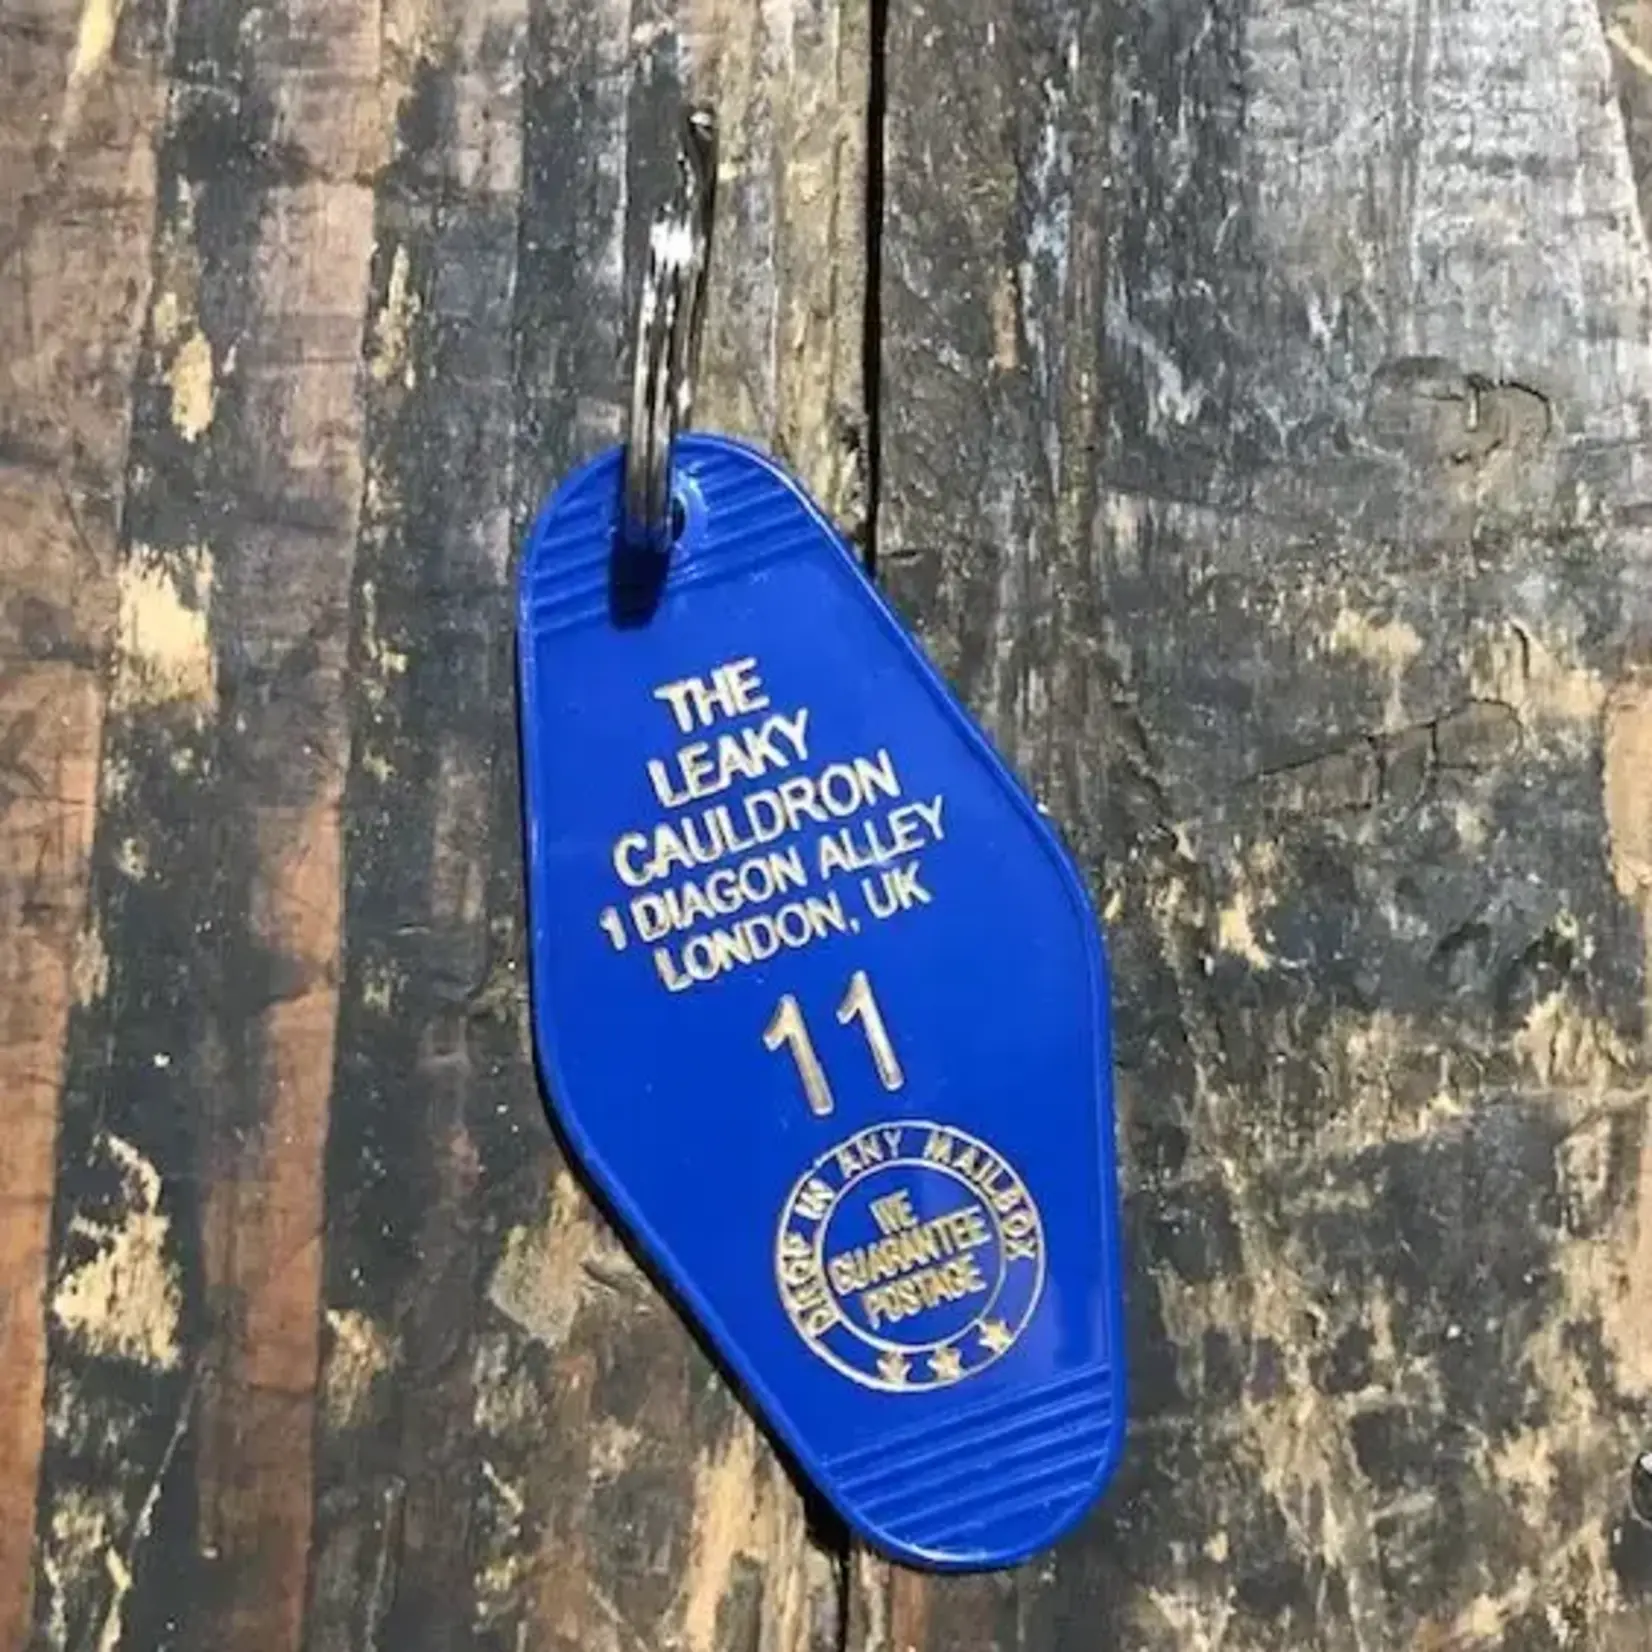 THE
LEAKY
CAULDRON
1 DIAGON ALLEY
LONDON, UK
11
DROP IN ANY MAILBOX
WE
GUARANTEE
POSTAGE